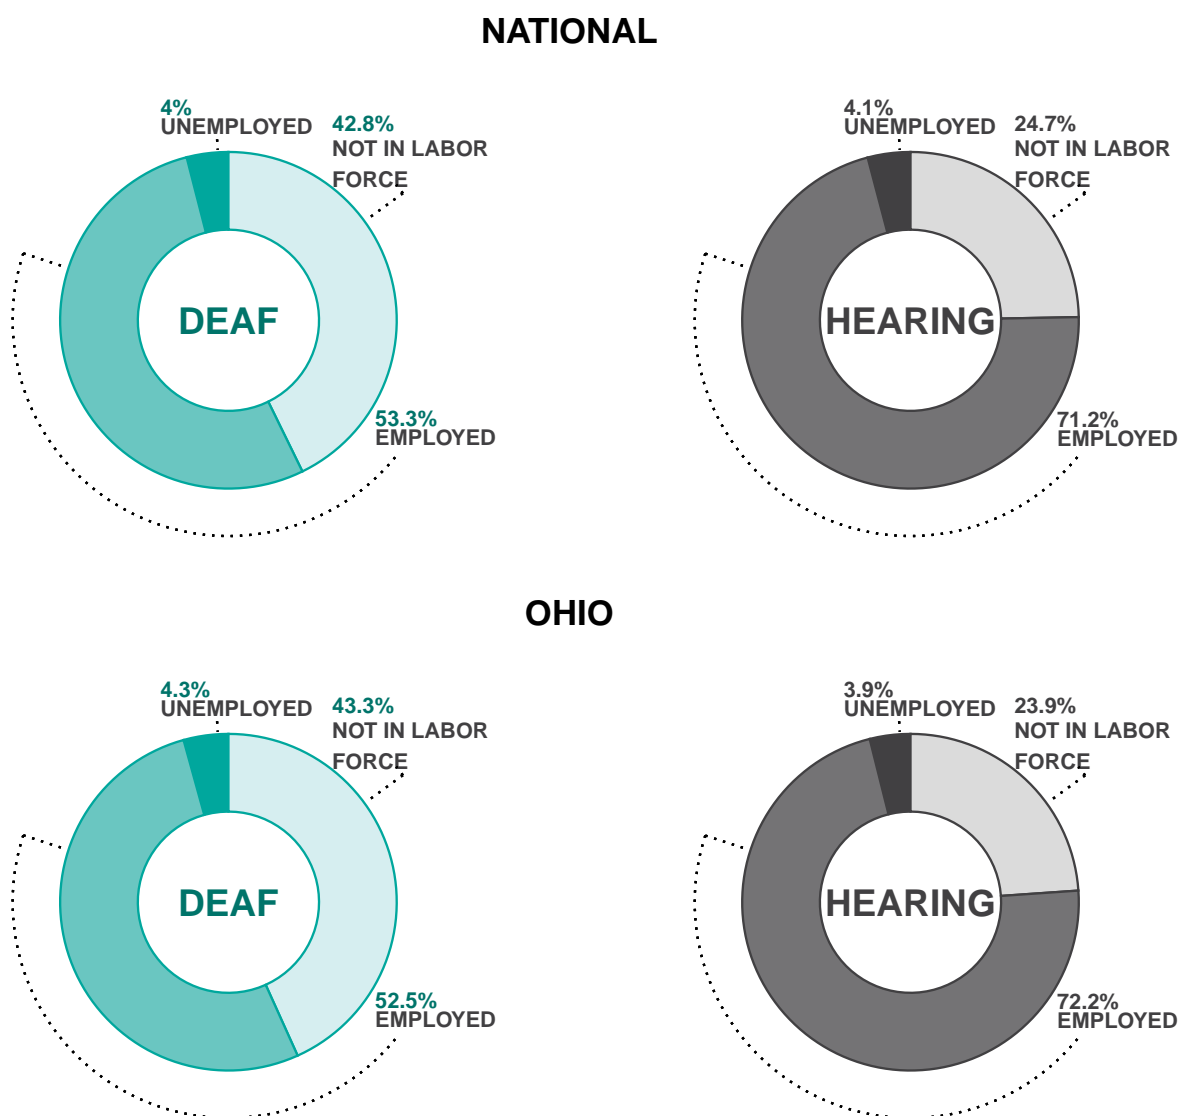 NATIONAL
4%
UNEMPLOYED
42.8%
NOT IN LABOR
FORCE
DEAF
53.3%
EMPLOYED
4.1%
UNEMPLOYED
24.7%
NOT IN LABOR
FORCE
HEARING
71.2%
EMPLOYED
OHIO
4.3%
UNEMPLOYED
43.3%
NOT IN LABOR
FORCE
DEAF
52.5%
EMPLOYED
3.9%
UNEMPLOYED
23.9%
NOT IN LABOR
FORCE
HEARING
72.2%
EMPLOYED